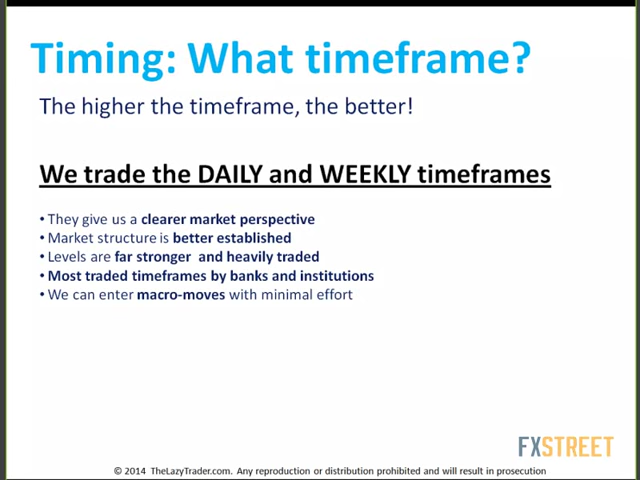 Timing: What timeframe?
The higher the timeframe, the better!
We trade the DAILY and WEEKLY timeframes
• They give us a clearer market perspective
• Market structure is better established
• Levels are far stronger and heavily traded
• Most traded timeframes by banks and institutions
• We can enter macro-moves with minimal effort
FXSTREET
© 2014 TheLazyTrader.com. Any reproduction or distribution prohibited and will result in prosecution